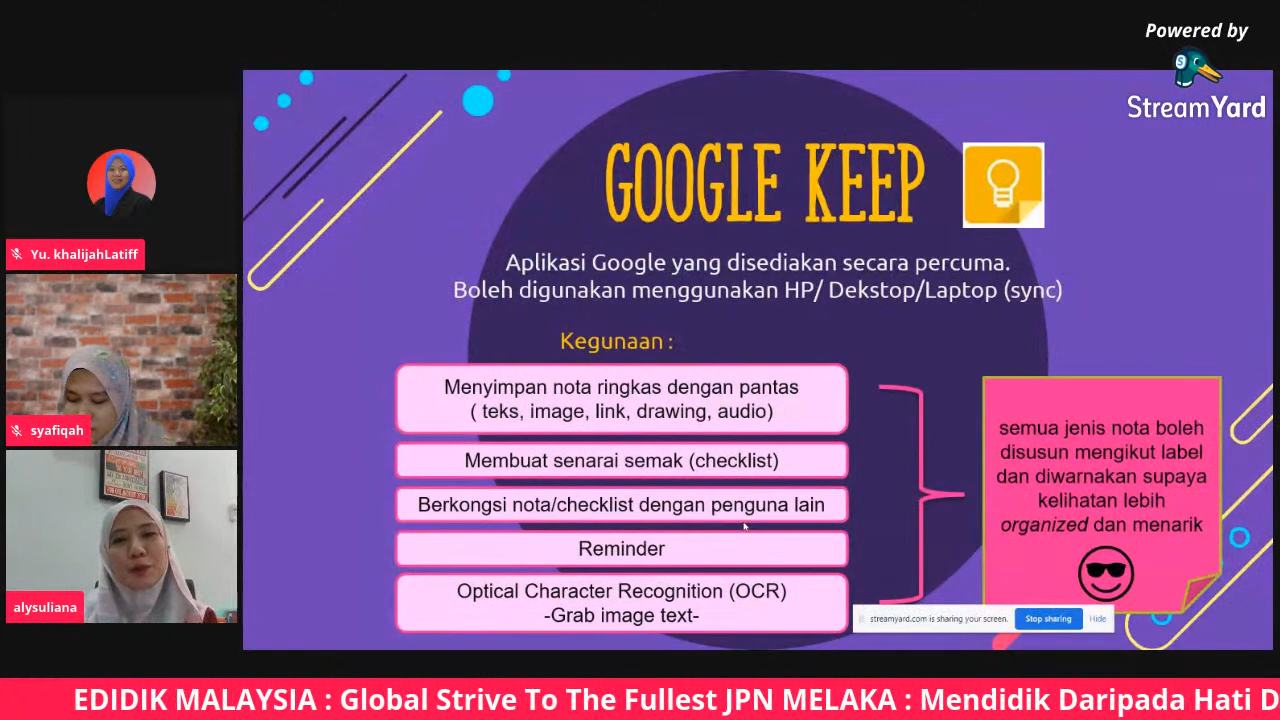 Powered by
StreamYard
GOOGLE KEEP
Aplikasi Google yang disediakan secara percuma.
Boleh digunakan menggunakan HP/ Dekstop/Laptop (sync)
Kegunaan :
Menyimpan nota ringkas dengan pantas
( teks, image, link, drawing, audio)
Membuat senarai semak (checklist)
Berkongsi nota/checklist dengan penguna lain
Reminder
Optical Character Recognition (OCR)
-Grab image text-
semua jenis nota boleh
disusun mengikut label
dan diwarnakan supaya
kelihatan lebih
organized dan menarik
streamyard.com is sharing your screen.
Stop sharing
Hide
Yu. khalijahLatiff
syafiqah
alysuliana
EDIDIK MALAYSIA : Global Strive To The Fullest JPN MELAKA : Mendidik Daripada Hati D